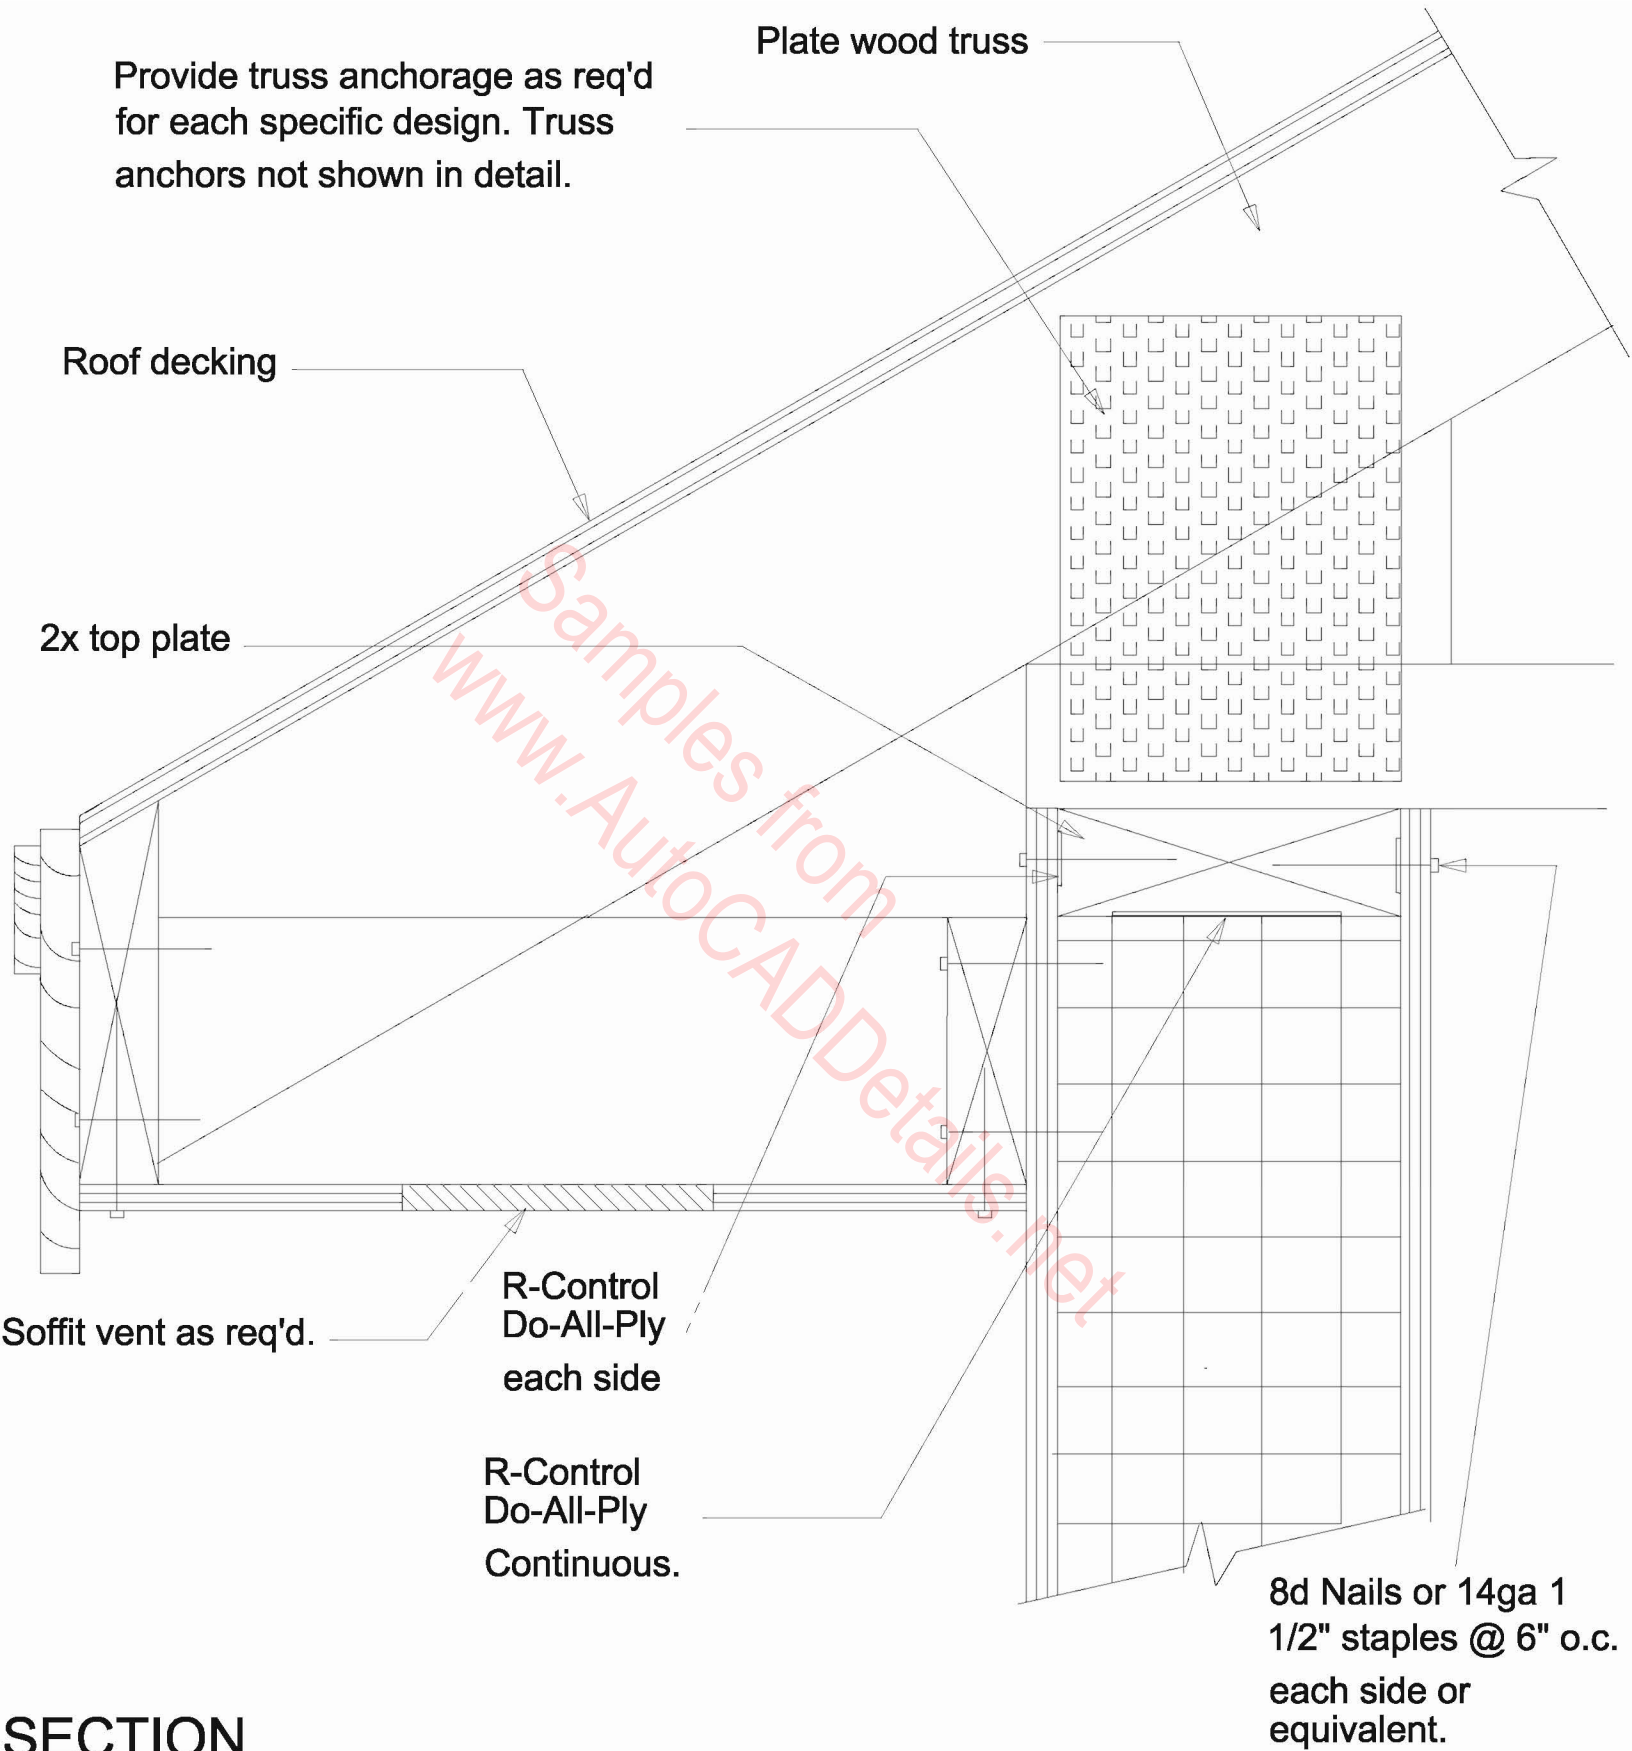 Plate wood truss
Provide truss anchorage as req'd
for each specific design. Truss
anchors not shown in detail.
Roof decking
2x top plate
Samples from
www.AutoCADDetails.net
R-Control
Do-All-Ply
each side
Soffit vent as req'd.
R-Control
Do-All-Ply
Continuous.
8d Nails or 14ga 1
1/2" staples @ 6" o.c.
each side or
equivalent.
SECTION